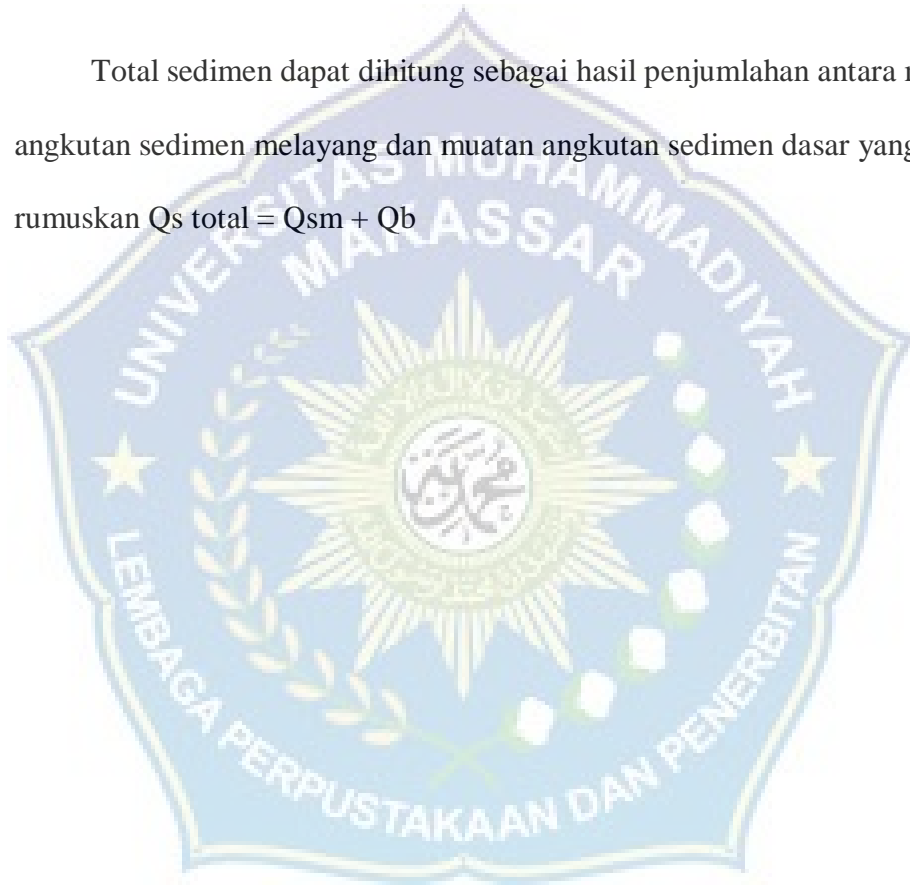 Total sedimen dapat dihitung sebagai hasil penjumlahan antara
angkutan sedimen melayang dan muatan angkutan sedimen dasar yang
rumuskan Qs total = Qsm + Qb
UNIVERSITAS MUHAMMADIYAH
MAKASSAR
LEMBAGA PERPUSTAKAAN DAN PENERBITAN